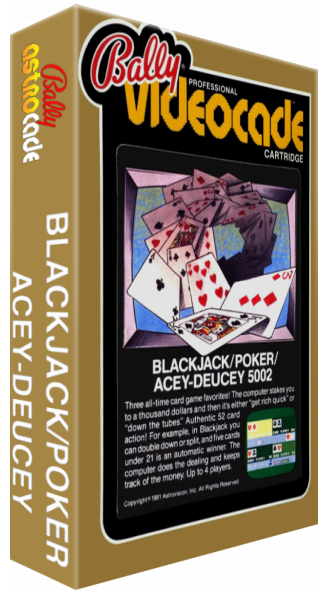 Bally
astrocade
BLACKJACK/POKER
ACEY-DEUCEY
Bally®
PROFESSIONAL
Videocade™
CARTRIDGE
BLACKJACK/POKER/
ACEY-DEUCEY 5002
Three all-time card game favorites! The computer stakes you
to a thousand dollars and then it's either "get rich quick" or
"down the tubes." Authentic 52 card
action! For example, in Blackjack you
can double down or split, and five cards
under 21 is an automatic winner. The
computer does the dealing and keeps
track of the money. Up to 4 players.
Copyright © 1981 Astrovision, Inc. All Rights Reserved.